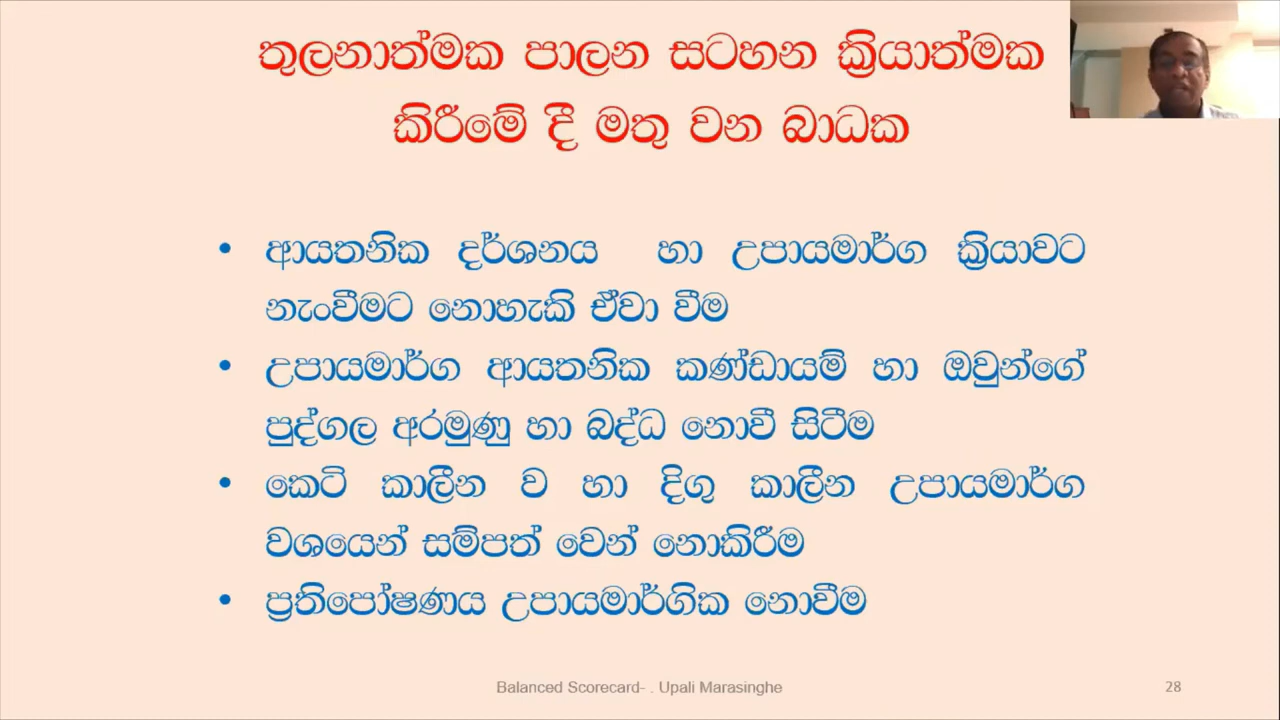 තුලනාත්මක පාලන සටහන ක්‍රියාත්මක
කිරීමේ දී මතු වන බාධක
• ආයතනික දර්ශනය හා උපායමාර්ග ක්‍රියාවට
නැංවීමට නොහැකි ඒවා වීම
• උපායමාර්ග ආයතනික කණ්ඩායම් හා ඔවුන්ගේ
පුද්ගල අරමුණු හා බද්ධ නොවී සිටීම
• කෙටි කාලීන ව හා දිගු කාලීන උපායමාර්ග
වශයෙන් සම්පත් වෙන් නොකිරීම
• ප්‍රතිපෝෂණය උපායමාර්ගික නොවීම
Balanced Scorecard- . Upali Marasinghe
28